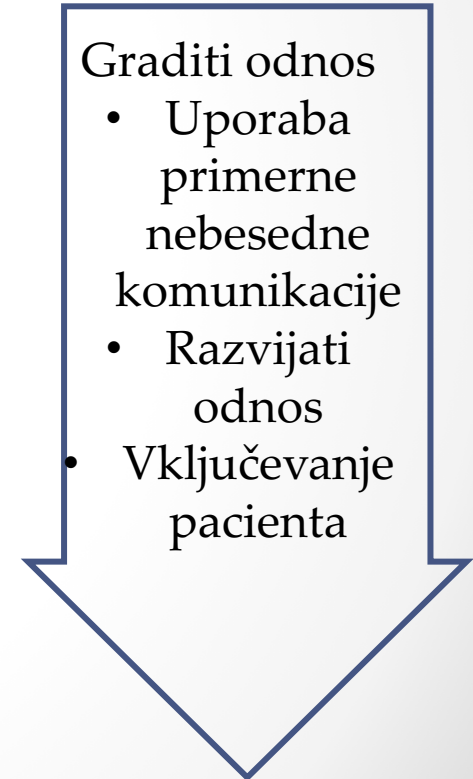 Graditi odnos
• Uporaba
primerne
nebesedne
komunikacije
• Razvijati
odnos
• Vključevanje
pacienta